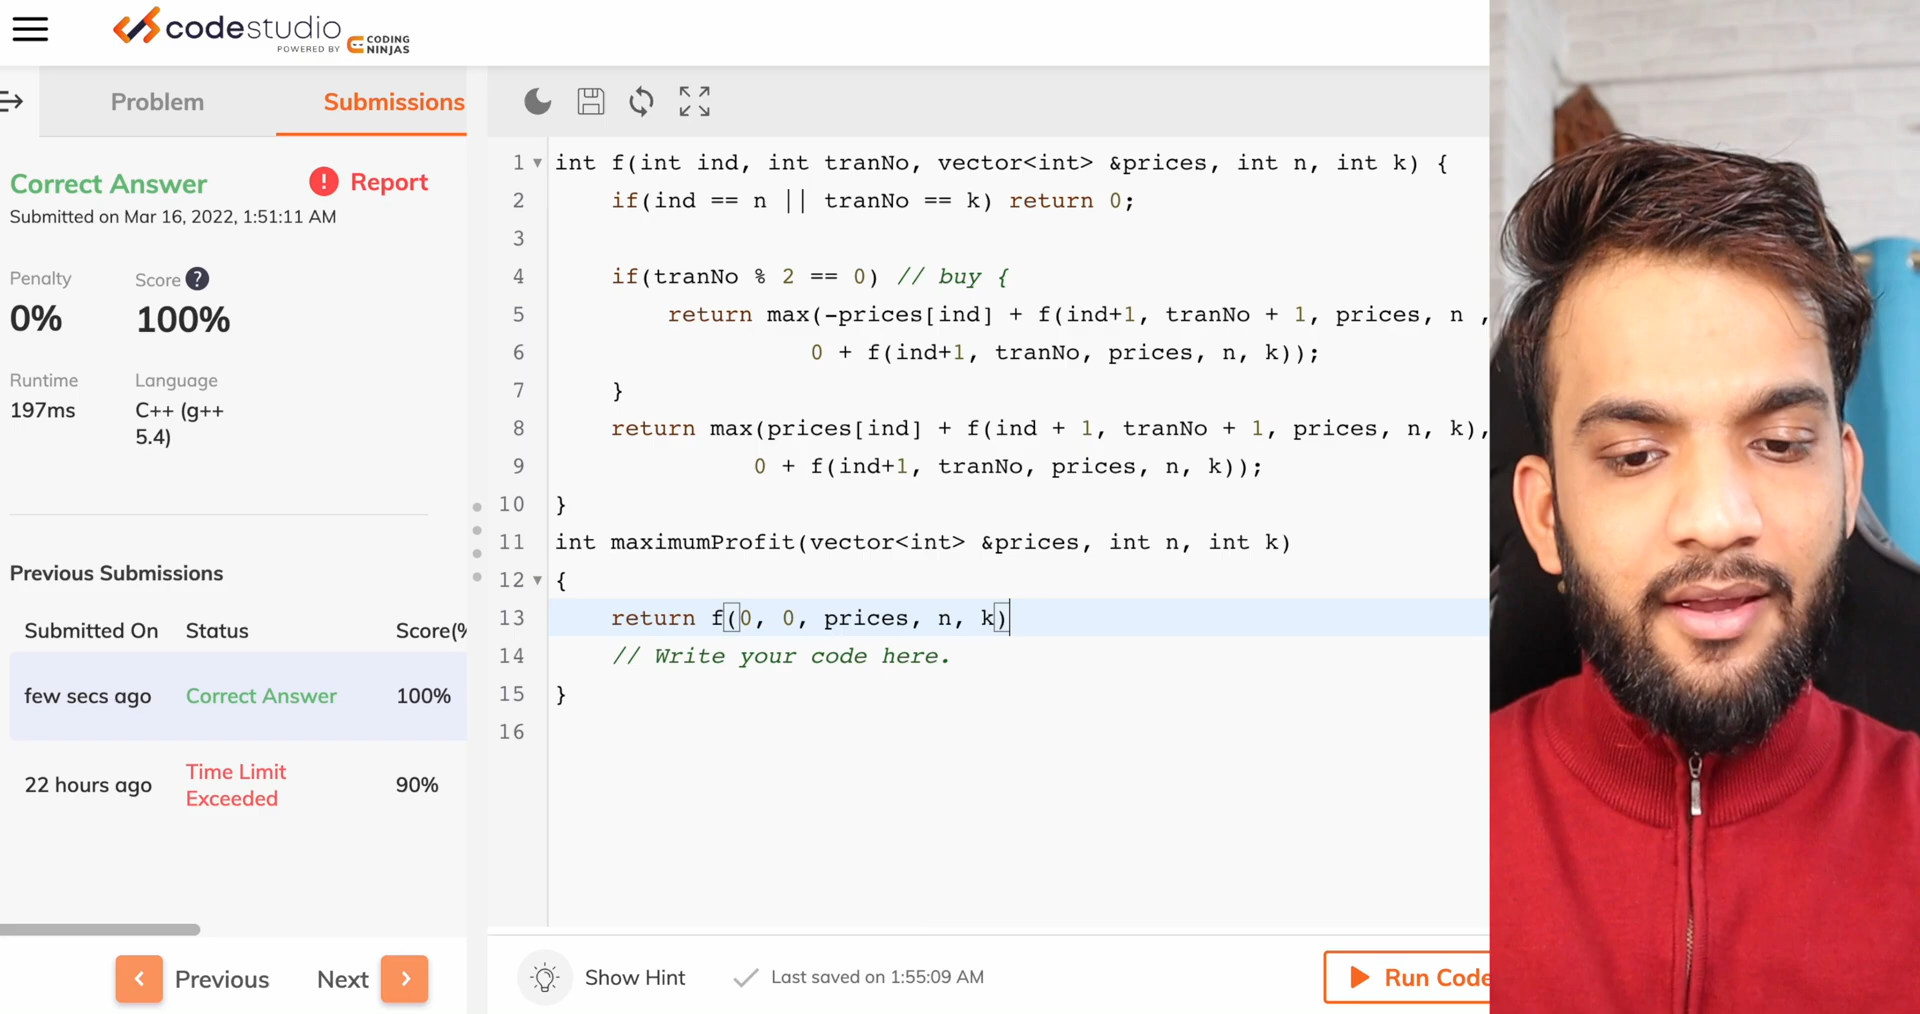 codestudio
POWERED BY CODING NINJAS
Problem
Submissions
Correct Answer
Report
Submitted on Mar 16, 2022, 1:51:11 AM
Penalty
Score ?
0%
100%
Runtime
Language
197ms
C++ (g++
5.4)
Previous Submissions
Submitted On Status Score(%
few secs ago Correct Answer 100%
22 hours ago Time Limit Exceeded 90%
Previous
Next
1 int f(int ind, int tranNo, vector<int> &prices, int n, int k) {
2 if(ind == n || tranNo == k) return 0;
3
4 if(tranNo % 2 == 0) // buy {
5 return max(-prices[ind] + f(ind+1, tranNo + 1, prices, n ,
6 0 + f(ind+1, tranNo, prices, n, k));
7 }
8 return max(prices[ind] + f(ind + 1, tranNo + 1, prices, n, k),
9 0 + f(ind+1, tranNo, prices, n, k));
10 }
11 int maximumProfit(vector<int> &prices, int n, int k)
12 {
13 return f(0, 0, prices, n, k)
14 // Write your code here.
15 }
16
Show Hint
Last saved on 1:55:09 AM
Run Code